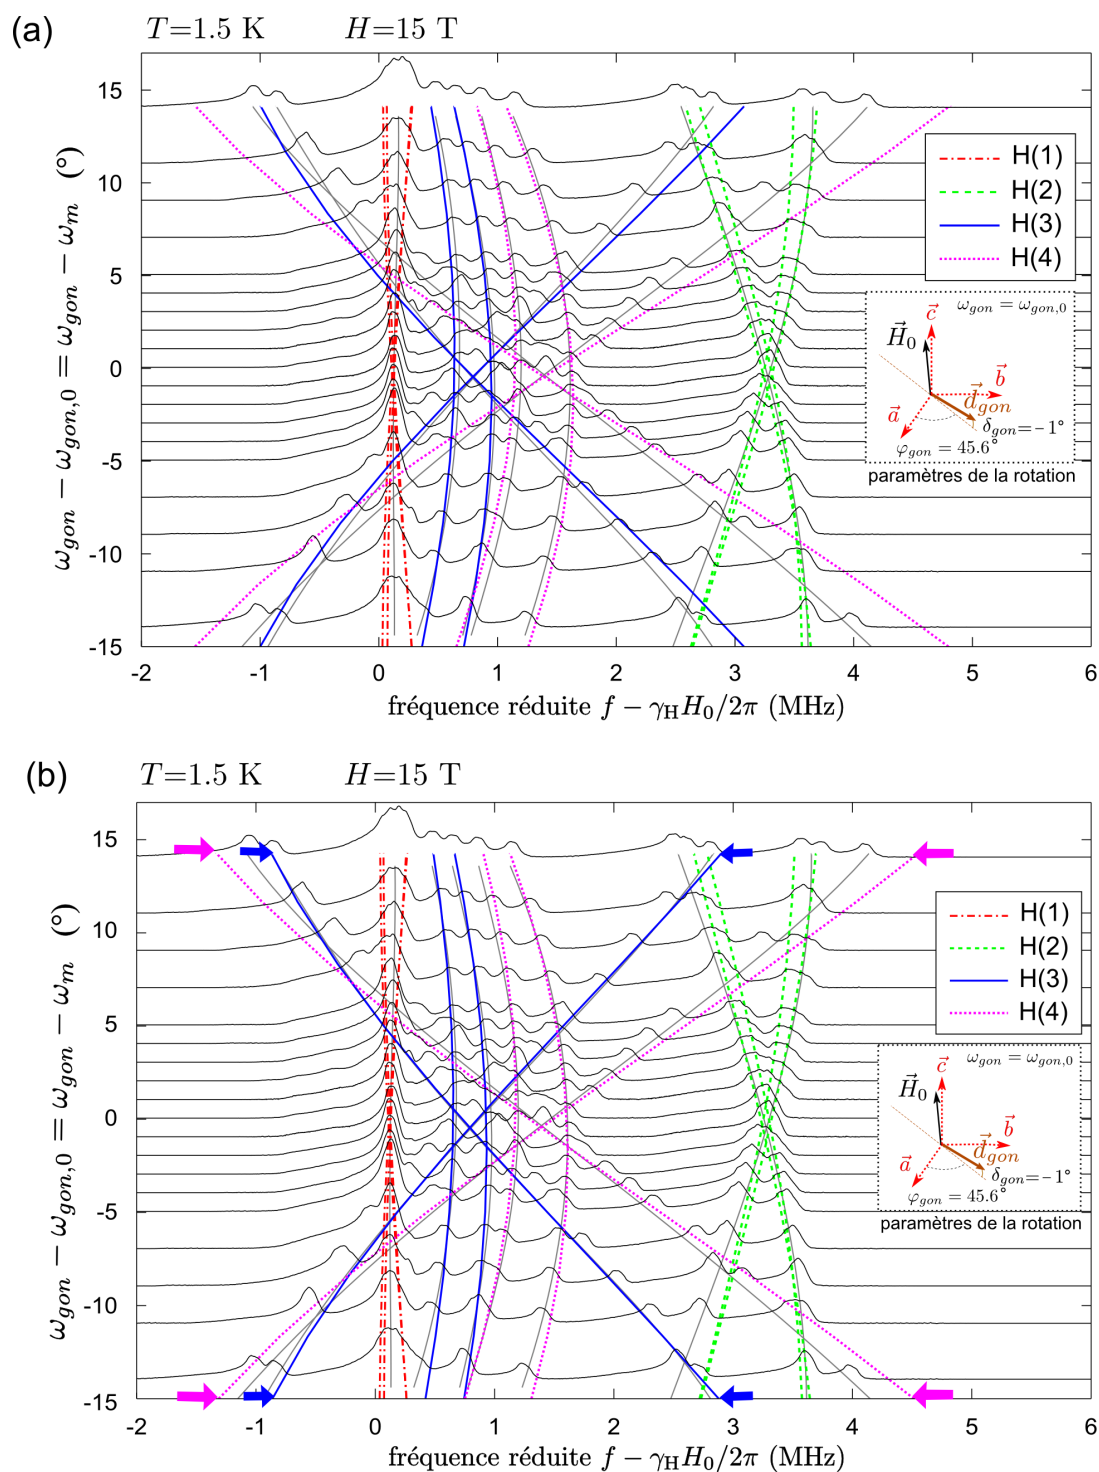 (a)
T=1.5 K H=15 T
ω_gon − ω_gon,0 = ω_gon − ω_m (°)
15
10
5
0
-5
-10
-15
-2 -1 0 1 2 3 4 5 6
fréquence réduite f − γ_H H_0/2π (MHz)
H(1)
H(2)
H(3)
H(4)
ω_gon = ω_gon,0
c⃗
H⃗_0
b⃗
a⃗
d⃗_gon
δ_gon=−1°
φ_gon = 45.6°
paramètres de la rotation
(b)
T=1.5 K H=15 T
ω_gon − ω_gon,0 = ω_gon − ω_m (°)
15
10
5
0
-5
-10
-15
-2 -1 0 1 2 3 4 5 6
fréquence réduite f − γ_H H_0/2π (MHz)
H(1)
H(2)
H(3)
H(4)
ω_gon = ω_gon,0
c⃗
H⃗_0
b⃗
a⃗
d⃗_gon
δ_gon=−1°
φ_gon = 45.6°
paramètres de la rotation